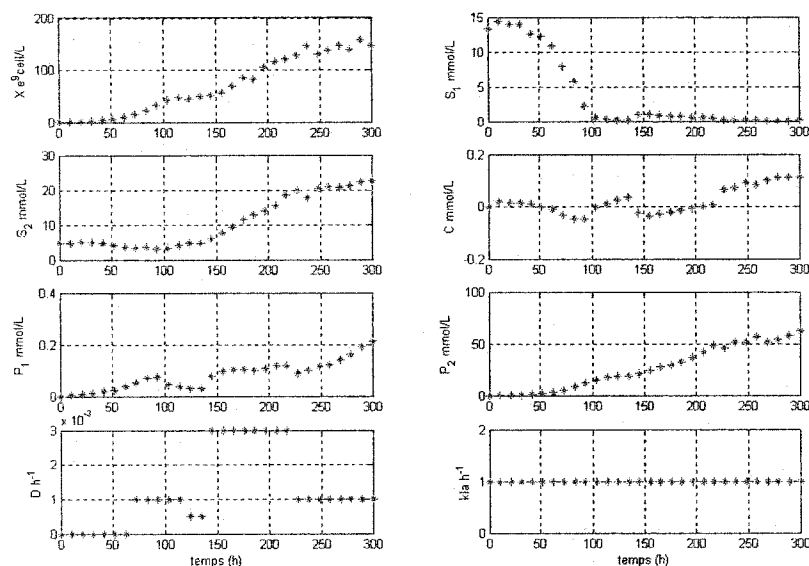 200
100
0
X e⁹cell/L
0 50 100 150 200 250 300
15
10
5
0
S₁ mmol/L
0 50 100 150 200 250 300
30
20
10
0
S₂ mmol/L
0 50 100 150 200 250 300
0.2
0
-0.2
C mmol/L
0 50 100 150 200 250 300
0.4
0.2
0
P₁ mmol/L
0 50 100 150 200 250 300
100
50
0
P₂ mmol/L
0 50 100 150 200 250 300
x 10⁻³
3
2
1
0
D h⁻¹
0 50 100 150 200 250 300
temps (h)
2
1
0
kla h⁻¹
0 50 100 150 200 250 300
temps (h)